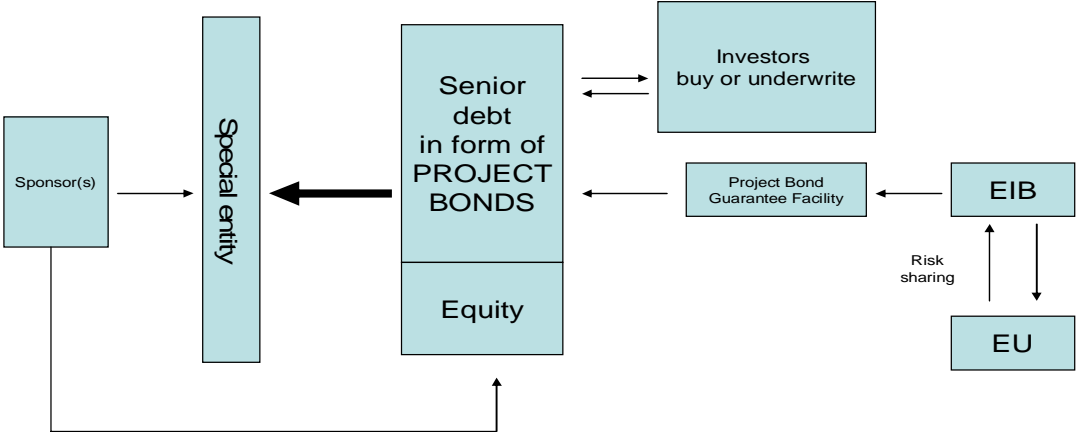 Sponsor(s)
Special entity
Senior
debt
in form of
PROJECT
BONDS
Equity
Investors
buy or underwrite
Project Bond
Guarantee Facility
EIB
Risk
sharing
EU